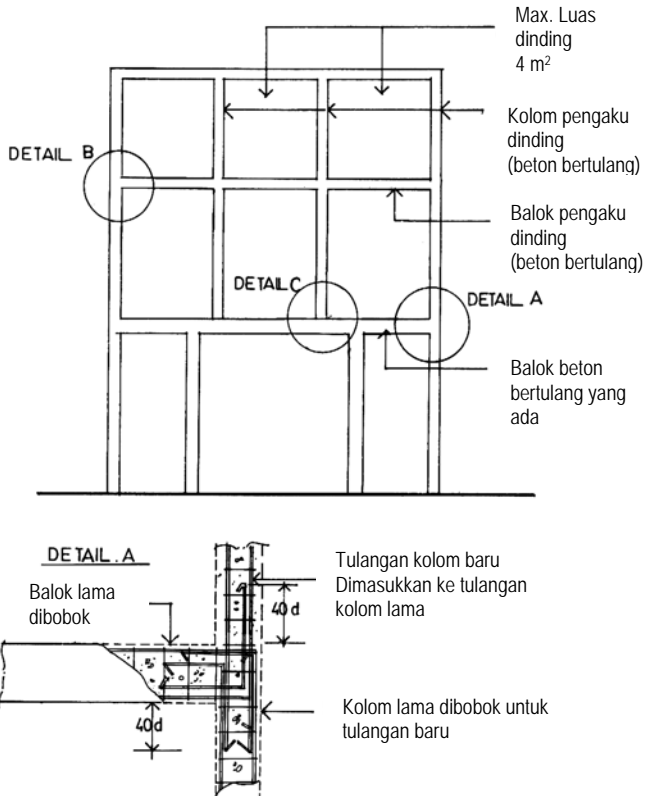 Max. Luas
dinding
4 m²
Kolom pengaku
dinding
(beton bertulang)
DETAIL B
Balok pengaku
dinding
(beton bertulang)
DETAIL C
DETAIL A
Balok beton
bertulang yang
ada
DETAIL.A
Balok lama
dibobok
Tulangan kolom baru
Dimasukkan ke tulangan
kolom lama
40 d
Kolom lama dibobok untuk
tulangan baru
40d